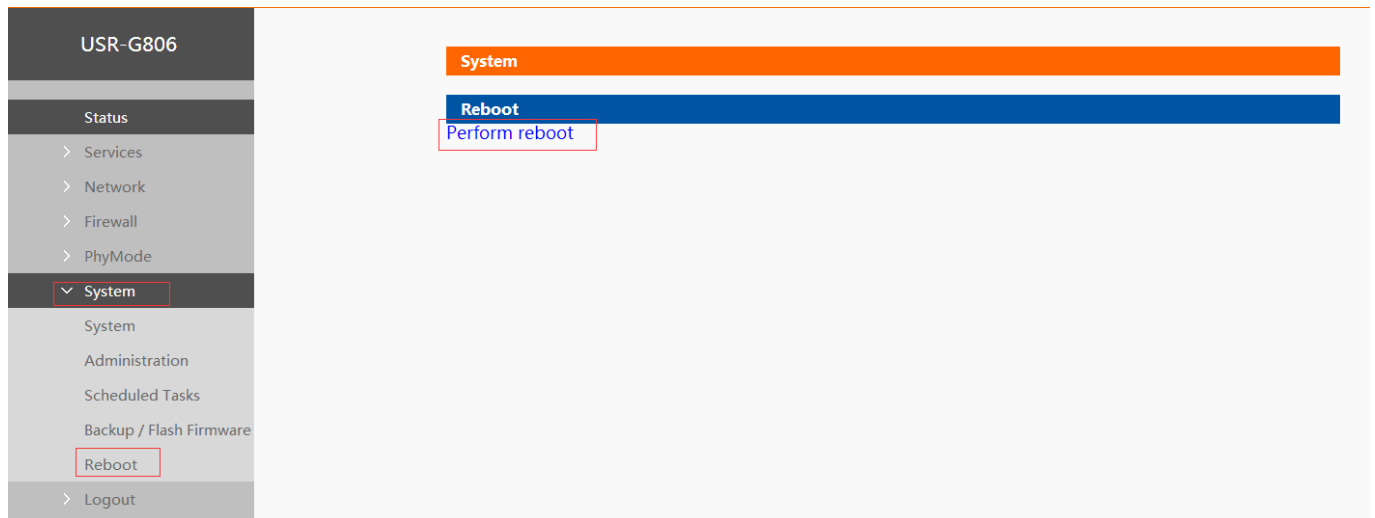 USR-G806
Status
Services
Network
Firewall
PhyMode
System
System
Administration
Scheduled Tasks
Backup / Flash Firmware
Reboot
Logout
System
Reboot
Perform reboot